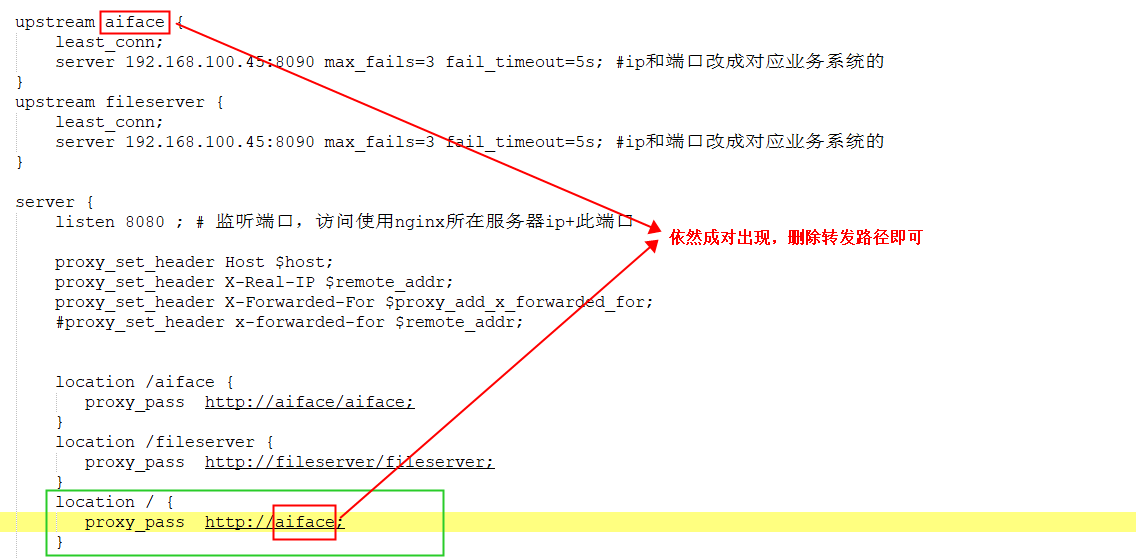 upstream aiface {
least_conn;
server 192.168.100.45:8090 max_fails=3 fail_timeout=5s; #ip和端口改成对应业务系统的
}
upstream fileserver {
least_conn;
server 192.168.100.45:8090 max_fails=3 fail_timeout=5s; #ip和端口改成对应业务系统的
}
server {
listen 8080 ; # 监听端口，访问使用nginx所在服务器ip+此端口
依然成对出现，删除转发路径即可
proxy_set_header Host $host;
proxy_set_header X-Real-IP $remote_addr;
proxy_set_header X-Forwarded-For $proxy_add_x_forwarded_for;
#proxy_set_header x-forwarded-for $remote_addr;
location /aiface {
proxy_pass  http://aiface/aiface;
}
location /fileserver {
proxy_pass  http://fileserver/fileserver;
}
location / {
proxy_pass  http://aiface;
}